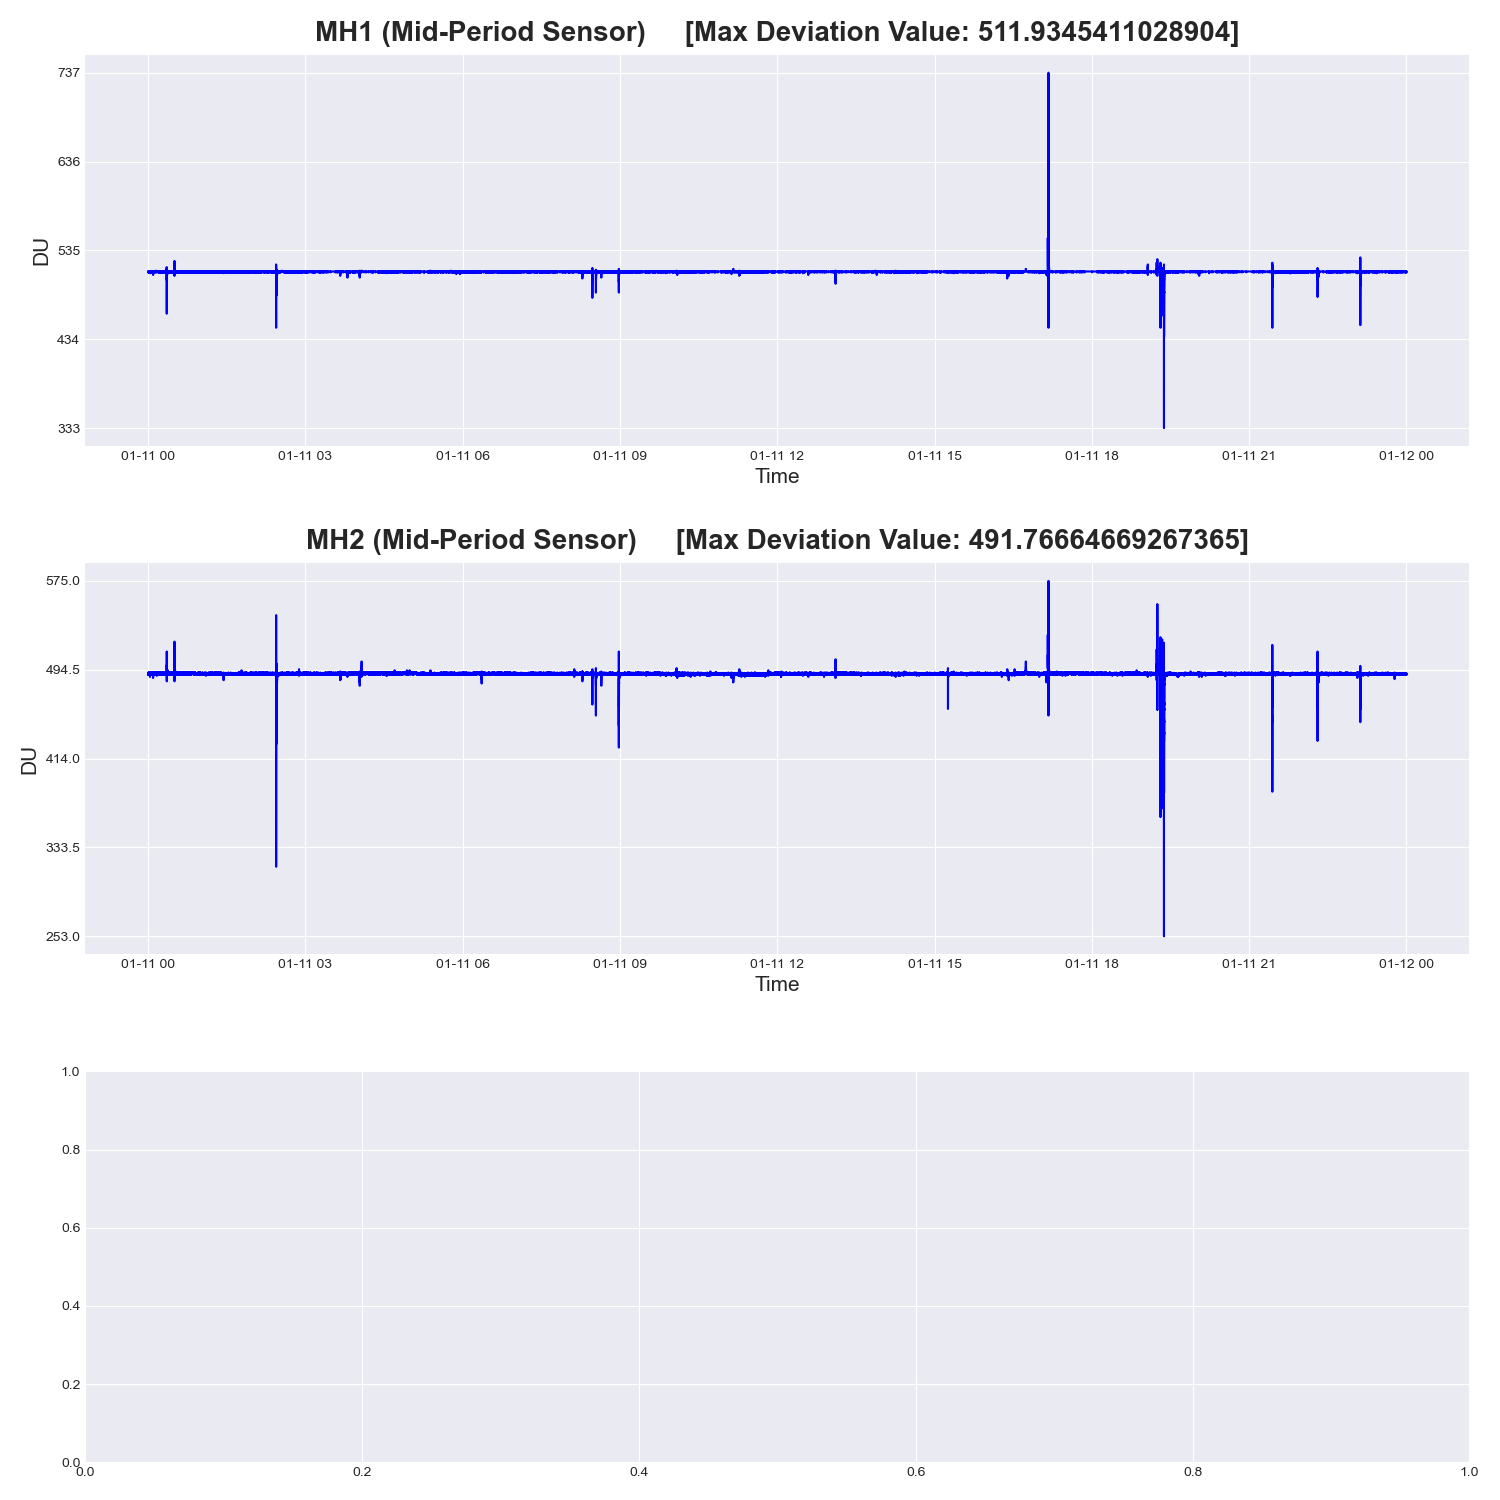 MH1 (Mid-Period Sensor) [Max Deviation Value: 511.9345411028904]
737
636
535
434
333
DU
01-11 00 01-11 03 01-11 06 01-11 09 01-11 12 01-11 15 01-11 18 01-11 21 01-12 00
Time
MH2 (Mid-Period Sensor) [Max Deviation Value: 491.76664669267365]
575.0
494.5
414.0
333.5
253.0
DU
01-11 00 01-11 03 01-11 06 01-11 09 01-11 12 01-11 15 01-11 18 01-11 21 01-12 00
Time
1.0
0.8
0.6
0.4
0.2
0.0
0.0 0.2 0.4 0.6 0.8 1.0